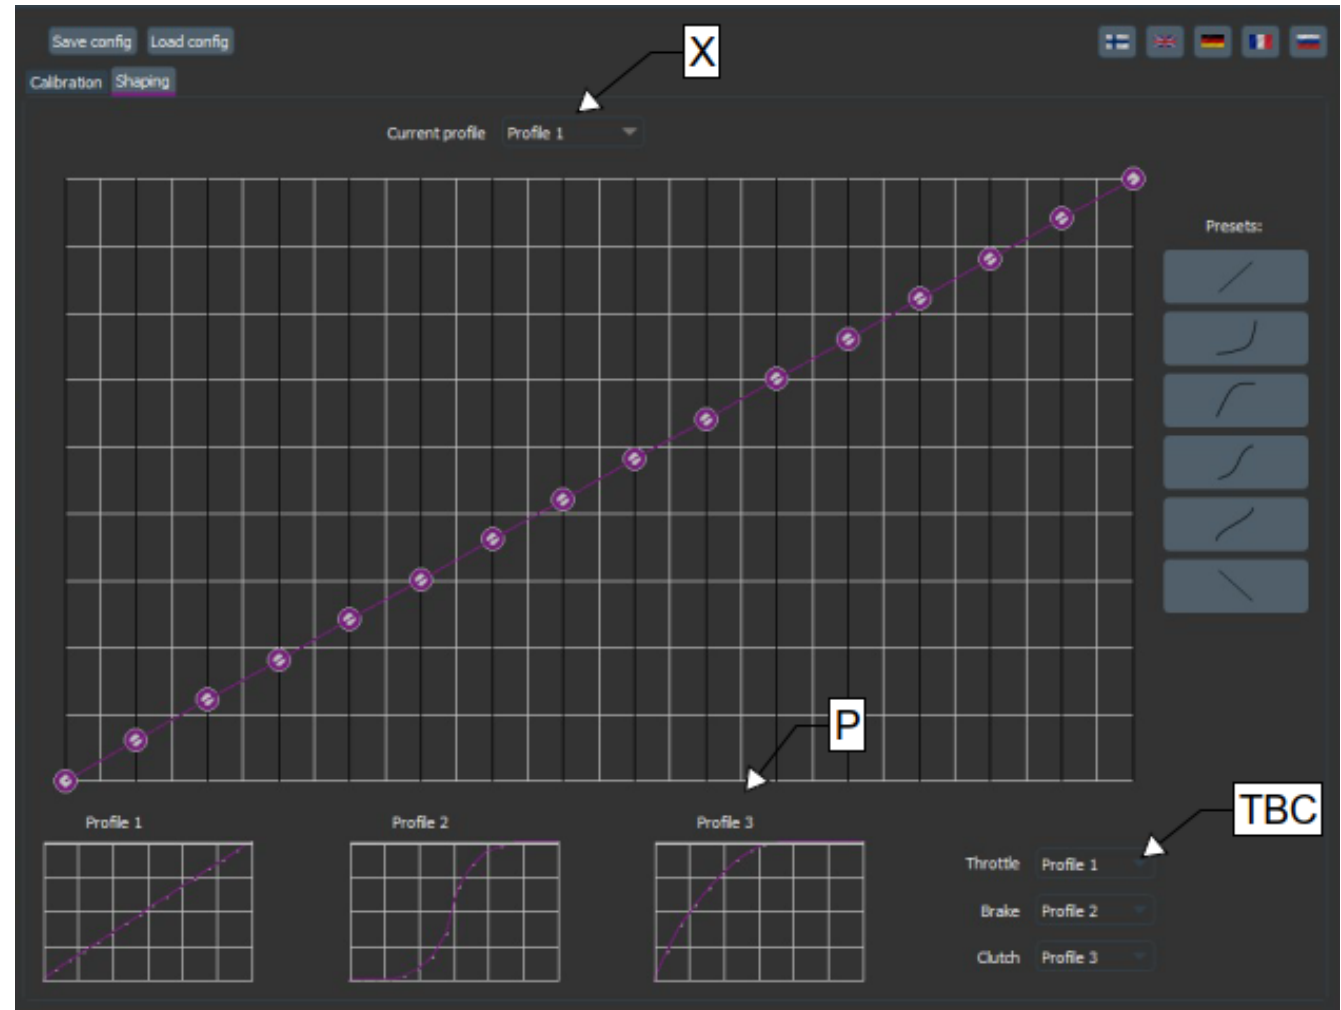 Save config Load config
X
Calibration Shaping
Current profile Profile 1
Presets:
P
Profile 1 Profile 2 Profile 3
TBC
Throttle Profile 1
Brake Profile 2
Clutch Profile 3